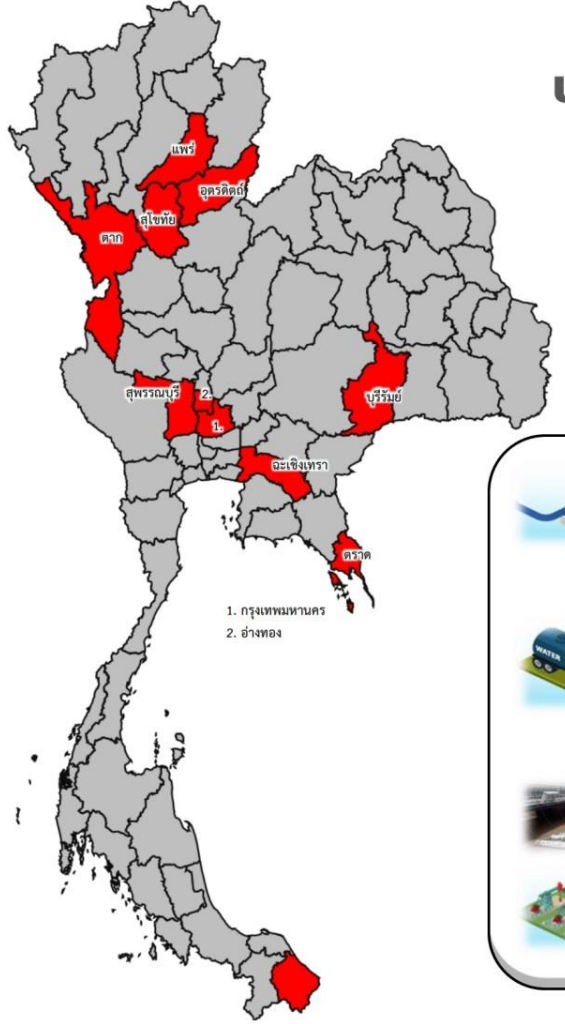 แพร่
อุตรดิตถ์
สุโขทัย
ตาก
สุพรรณบุรี
2.
1.
บุรีรัมย์
ฉะเชิงเทรา
ตราด
1. กรุงเทพมหานคร
2. อ่างทอง
WATER